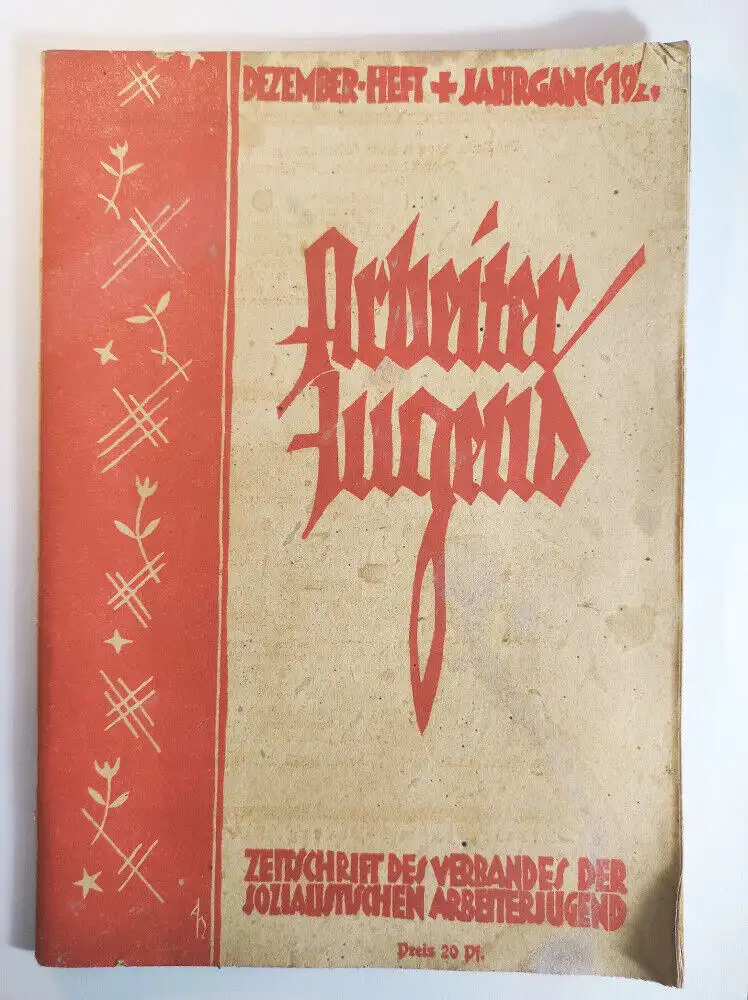 DEZEMBER-HEFT + JAHRGANG
Arbeiter
Jugend
ZEITSCHRIFT DES VERBANDES DER
SOZIALISTISCHEN ARBEITERJUGEND
Preis 20 Pf.